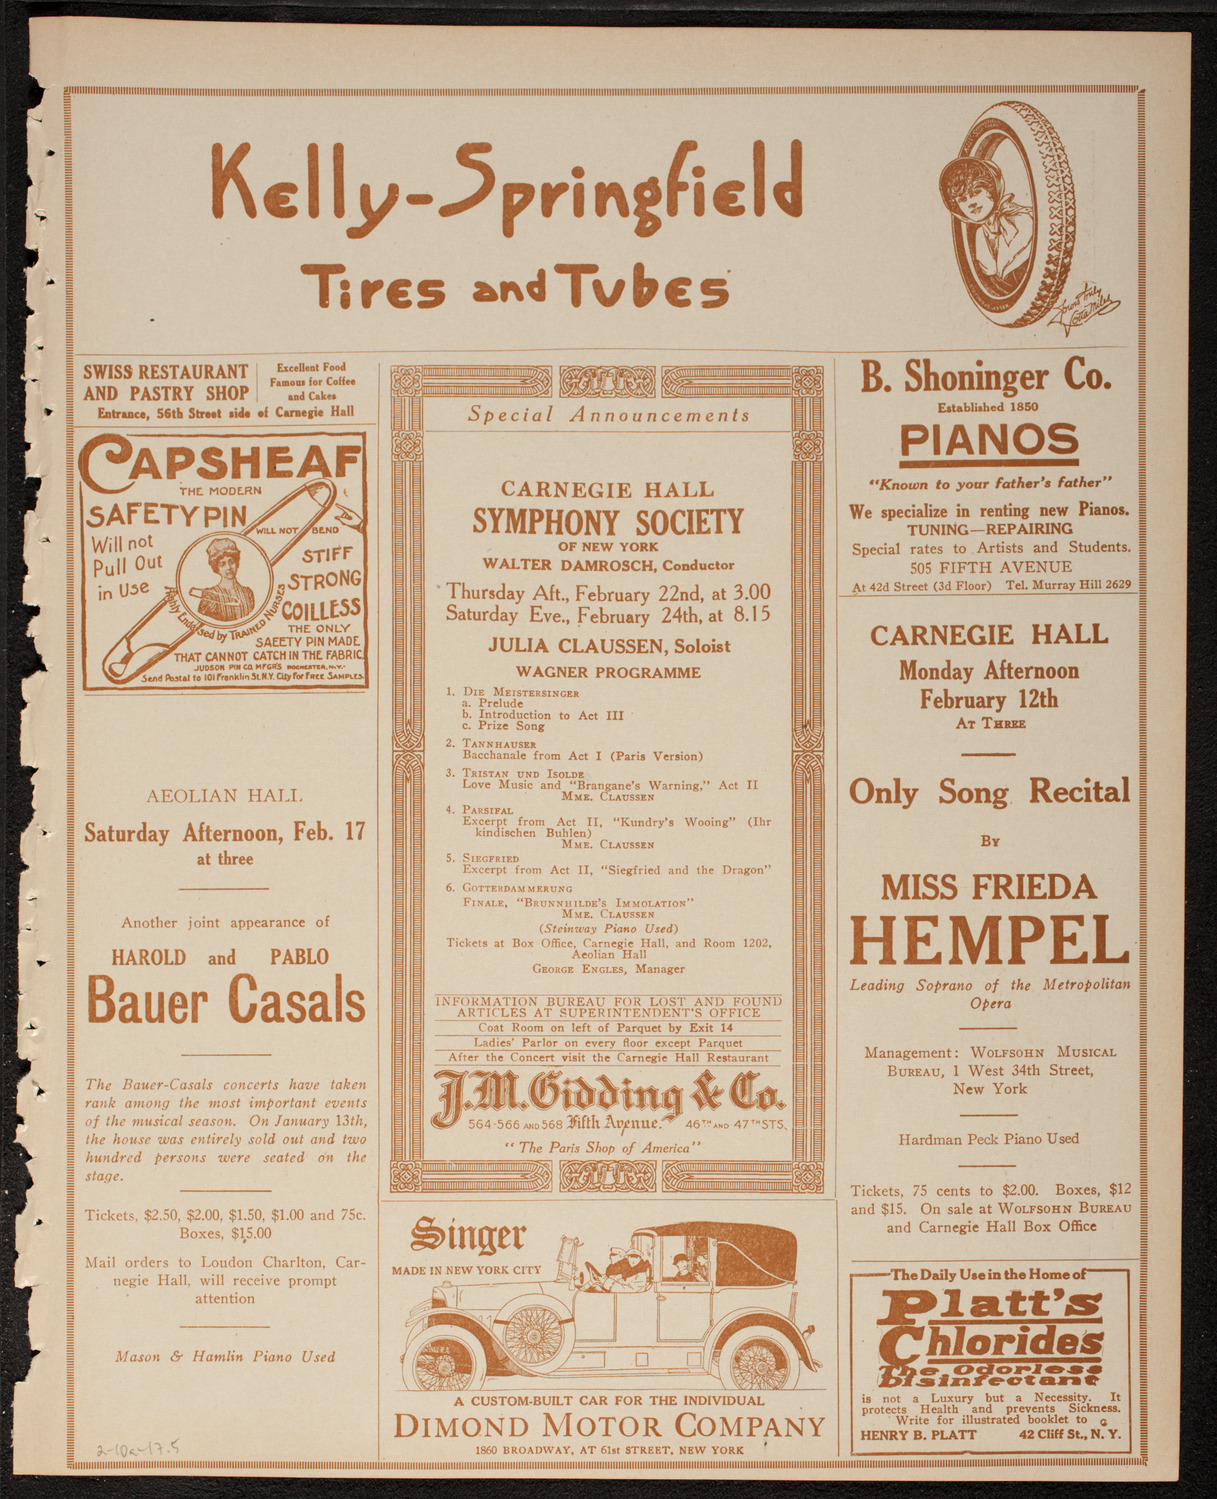 Kelly-Springfield
Tires and Tubes
Yours truly
Lotta Miles
SWISS RESTAURANT
AND PASTRY SHOP
Excellent Food
Famous for Coffee
and Cakes
Entrance, 56th Street side of Carnegie Hall
CAPSHEAF
THE MODERN
SAFETY PIN
WILL NOT BEND
Will not
Pull Out
in Use
STIFF
STRONG
COILLESS
Highly Endorsed by TRAINED NURSES
THE ONLY
SAFETY PIN MADE
THAT CANNOT CATCH IN THE FABRIC.
JUDSON PIN CO. MFGRS ROCHESTER, N.Y.
Send Postal to 101 Franklin St. N.Y. City for FREE SAMPLES.
AEOLIAN HALL
Saturday Afternoon, Feb. 17
at three
Another joint appearance of
HAROLD and PABLO
Bauer Casals
The Bauer-Casals concerts have taken
rank among the most important events
of the musical season. On January 13th,
the house was entirely sold out and two
hundred persons were seated on the
stage.
Tickets, $2.50, $2.00, $1.50, $1.00 and 75c.
Boxes, $15.00
Mail orders to Loudon Charlton, Car-
negie Hall, will receive prompt
attention
Mason & Hamlin Piano Used
2-10a-17.5
Special Announcements
CARNEGIE HALL
SYMPHONY SOCIETY
OF NEW YORK
WALTER DAMROSCH, Conductor
Thursday Aft., February 22nd, at 3.00
Saturday Eve., February 24th, at 8.15
JULIA CLAUSSEN, Soloist
WAGNER PROGRAMME
1. DIE MEISTERSINGER
a. Prelude
b. Introduction to Act III
c. Prize Song
2. TANNHAUSER
Bacchanale from Act I (Paris Version)
3. TRISTAN UND ISOLDE
Love Music and "Brangane's Warning," Act II
MME. CLAUSSEN
4. PARSIFAL
Excerpt from Act II, "Kundry's Wooing" (Ihr
kindischen Buhlen)
MME. CLAUSSEN
5. SIEGFRIED
Excerpt from Act II, "Siegfried and the Dragon"
6. GOTTERDAMMERUNG
FINALE, "BRUNNHILDE'S IMMOLATION"
MME. CLAUSSEN
(Steinway Piano Used)
Tickets at Box Office, Carnegie Hall, and Room 1202,
Aeolian Hall
GEORGE ENGLES, Manager
INFORMATION BUREAU FOR LOST AND FOUND
ARTICLES AT SUPERINTENDENT'S OFFICE
Coat Room on left of Parquet by Exit 14
Ladies' Parlor on every floor except Parquet
After the Concert visit the Carnegie Hall Restaurant
J.M. Gidding & Co.
564-566 AND 568 Fifth Avenue. 46TH AND 47TH STS.
"The Paris Shop of America"
Singer
MADE IN NEW YORK CITY
A CUSTOM-BUILT CAR FOR THE INDIVIDUAL
DIMOND MOTOR COMPANY
1860 BROADWAY, AT 61st STREET, NEW YORK
B. Shoninger Co.
Established 1850
PIANOS
"Known to your father's father"
We specialize in renting new Pianos.
TUNING—REPAIRING
Special rates to Artists and Students.
505 FIFTH AVENUE
At 42d Street (3d Floor) Tel. Murray Hill 2629
CARNEGIE HALL
Monday Afternoon
February 12th
AT THREE
Only Song Recital
BY
MISS FRIEDA
HEMPEL
Leading Soprano of the Metropolitan
Opera
Management: WOLFSOHN MUSICAL
BUREAU, 1 West 34th Street,
New York
Hardman Peck Piano Used
Tickets, 75 cents to $2.00. Boxes, $12
and $15. On sale at WOLFSOHN BUREAU
and Carnegie Hall Box Office
The Daily Use in the Home of
Platt's
Chlorides
The Odorless
Disinfectant
is not a Luxury but a Necessity. It
protects Health and prevents Sickness.
Write for illustrated booklet to G
HENRY B. PLATT 42 Cliff St., N. Y.